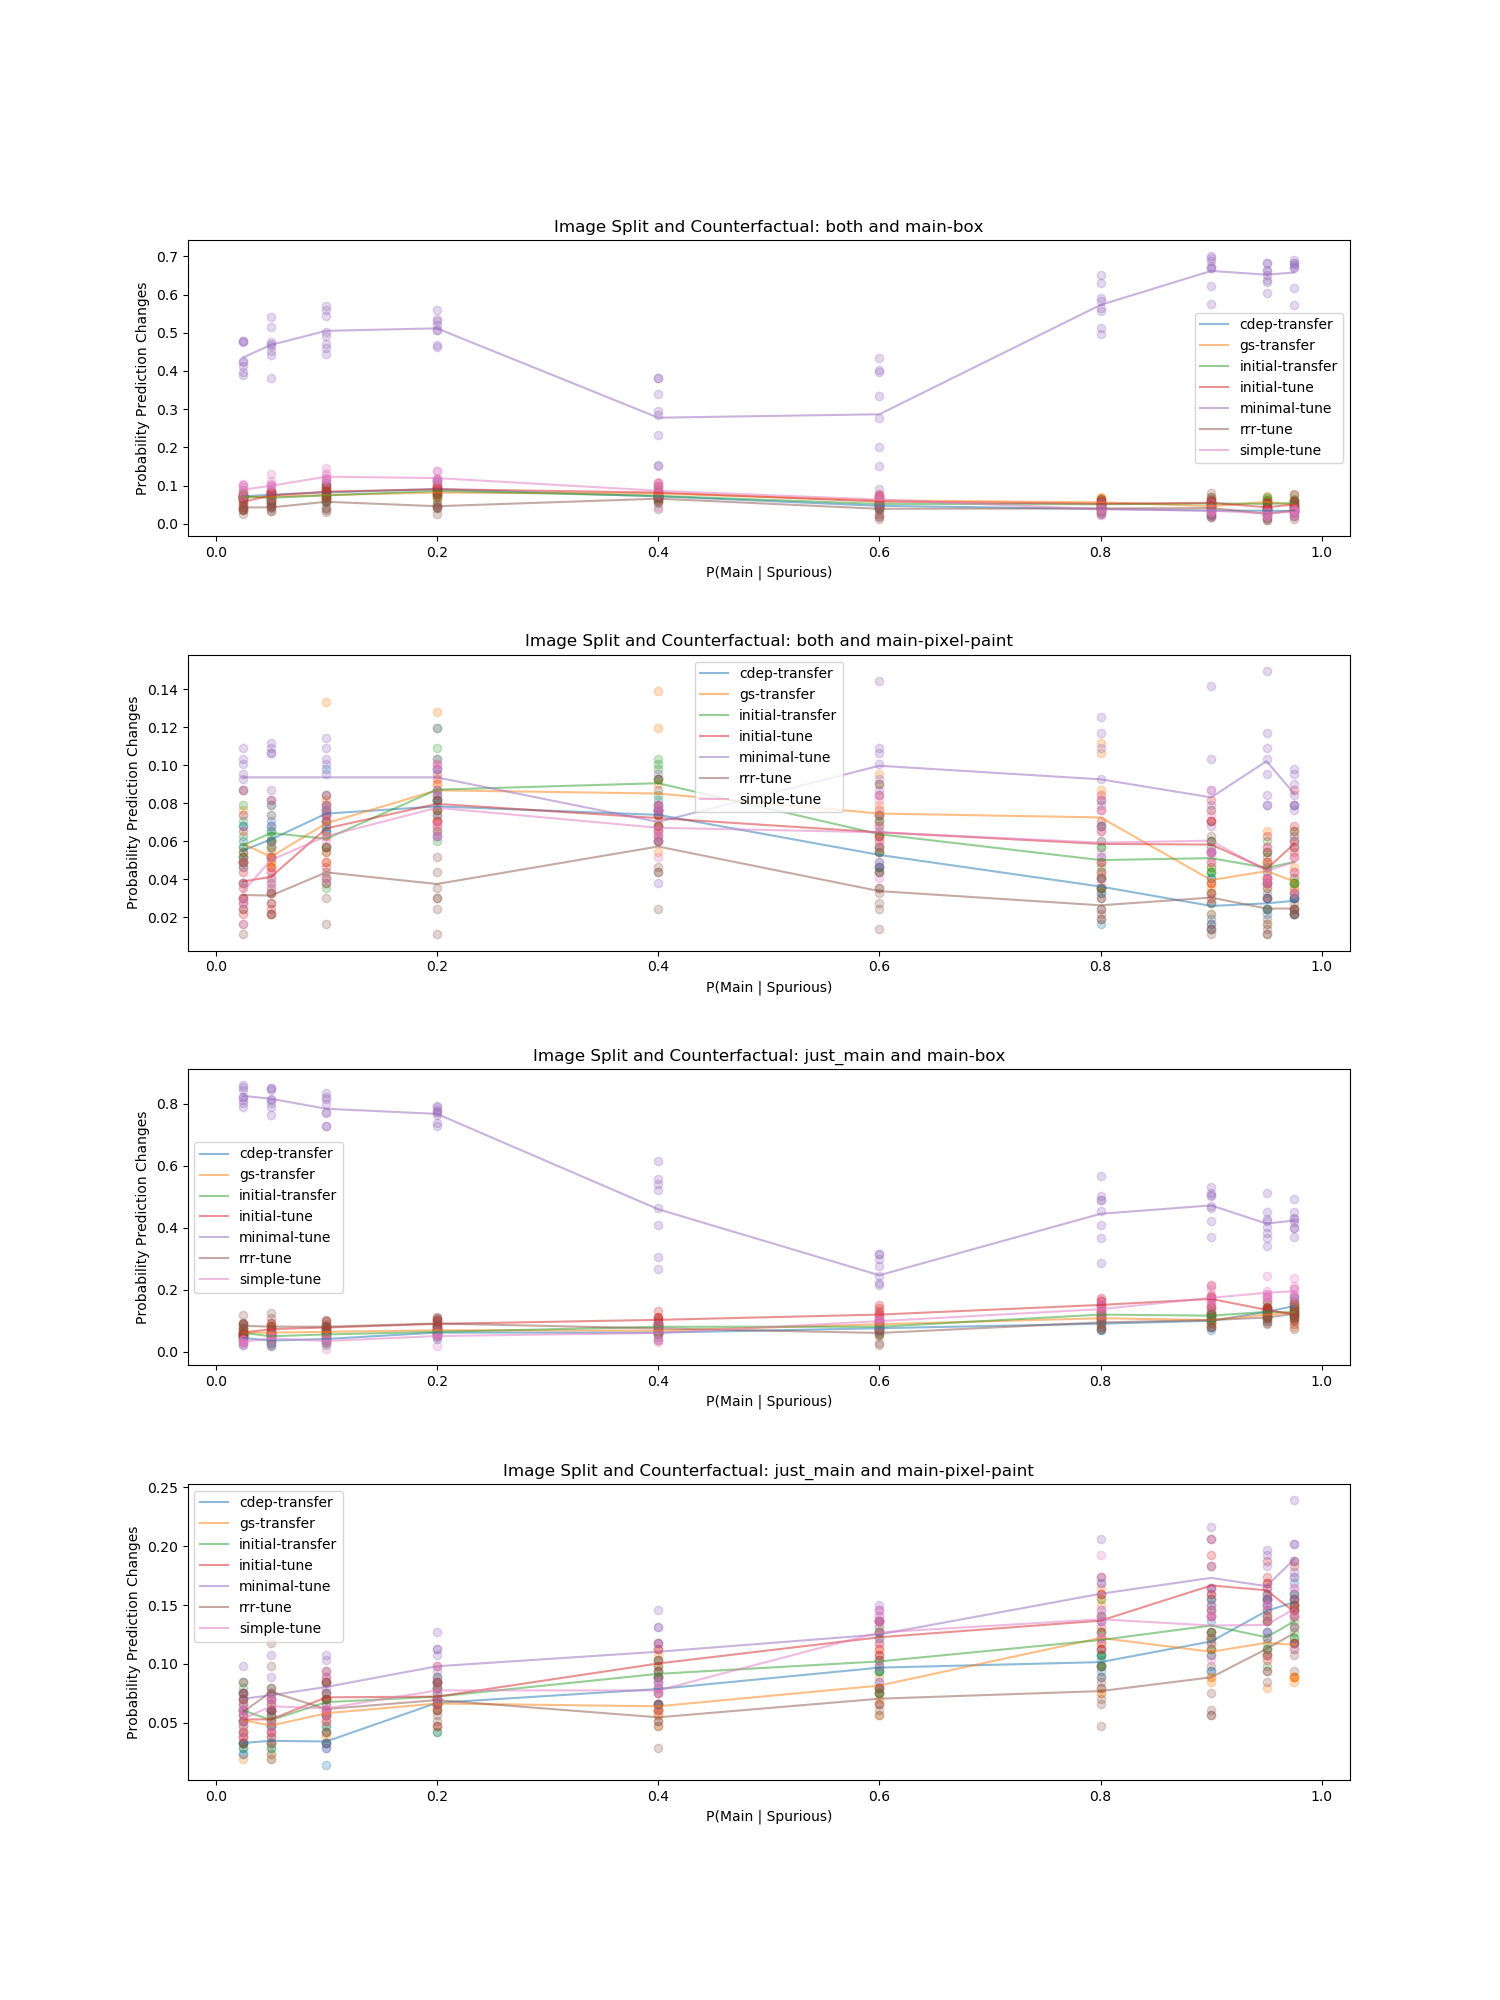 Image Split and Counterfactual: both and main-box
Probability Prediction Changes
0.7
0.6
0.5
0.4
0.3
0.2
0.1
0.0
cdep-transfer
gs-transfer
initial-transfer
initial-tune
minimal-tune
rrr-tune
simple-tune
0.0 0.2 0.4 0.6 0.8 1.0
P(Main | Spurious)
Image Split and Counterfactual: both and main-pixel-paint
Probability Prediction Changes
0.14
0.12
0.10
0.08
0.06
0.04
0.02
cdep-transfer
gs-transfer
initial-transfer
initial-tune
minimal-tune
rrr-tune
simple-tune
0.0 0.2 0.4 0.6 0.8 1.0
P(Main | Spurious)
Image Split and Counterfactual: just_main and main-box
Probability Prediction Changes
0.8
0.6
0.4
0.2
0.0
cdep-transfer
gs-transfer
initial-transfer
initial-tune
minimal-tune
rrr-tune
simple-tune
0.0 0.2 0.4 0.6 0.8 1.0
P(Main | Spurious)
Image Split and Counterfactual: just_main and main-pixel-paint
Probability Prediction Changes
0.25
0.20
0.15
0.10
0.05
cdep-transfer
gs-transfer
initial-transfer
initial-tune
minimal-tune
rrr-tune
simple-tune
0.0 0.2 0.4 0.6 0.8 1.0
P(Main | Spurious)